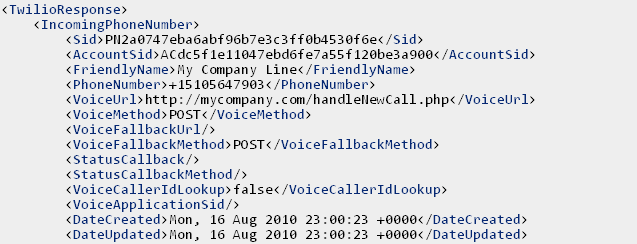 <TwilioResponse>
<IncomingPhoneNumber>
<Sid>PN2a0747eba6abf96b7e3c3ff0b4530f6e</Sid>
<AccountSid>ACdc5f1e11047ebd6fe7a55f120be3a900</AccountSid>
<FriendlyName>My Company Line</FriendlyName>
<PhoneNumber>+15105647903</PhoneNumber>
<VoiceUrl>http://mycompany.com/handleNewCall.php</VoiceUrl>
<VoiceMethod>POST</VoiceMethod>
<VoiceFallbackUrl/>
<VoiceFallbackMethod>POST</VoiceFallbackMethod>
<StatusCallback/>
<StatusCallbackMethod/>
<VoiceCallerIdLookup>false</VoiceCallerIdLookup>
<VoiceApplicationSid/>
<DateCreated>Mon, 16 Aug 2010 23:00:23 +0000</DateCreated>
<DateUpdated>Mon, 16 Aug 2010 23:00:23 +0000</DateUpdated>